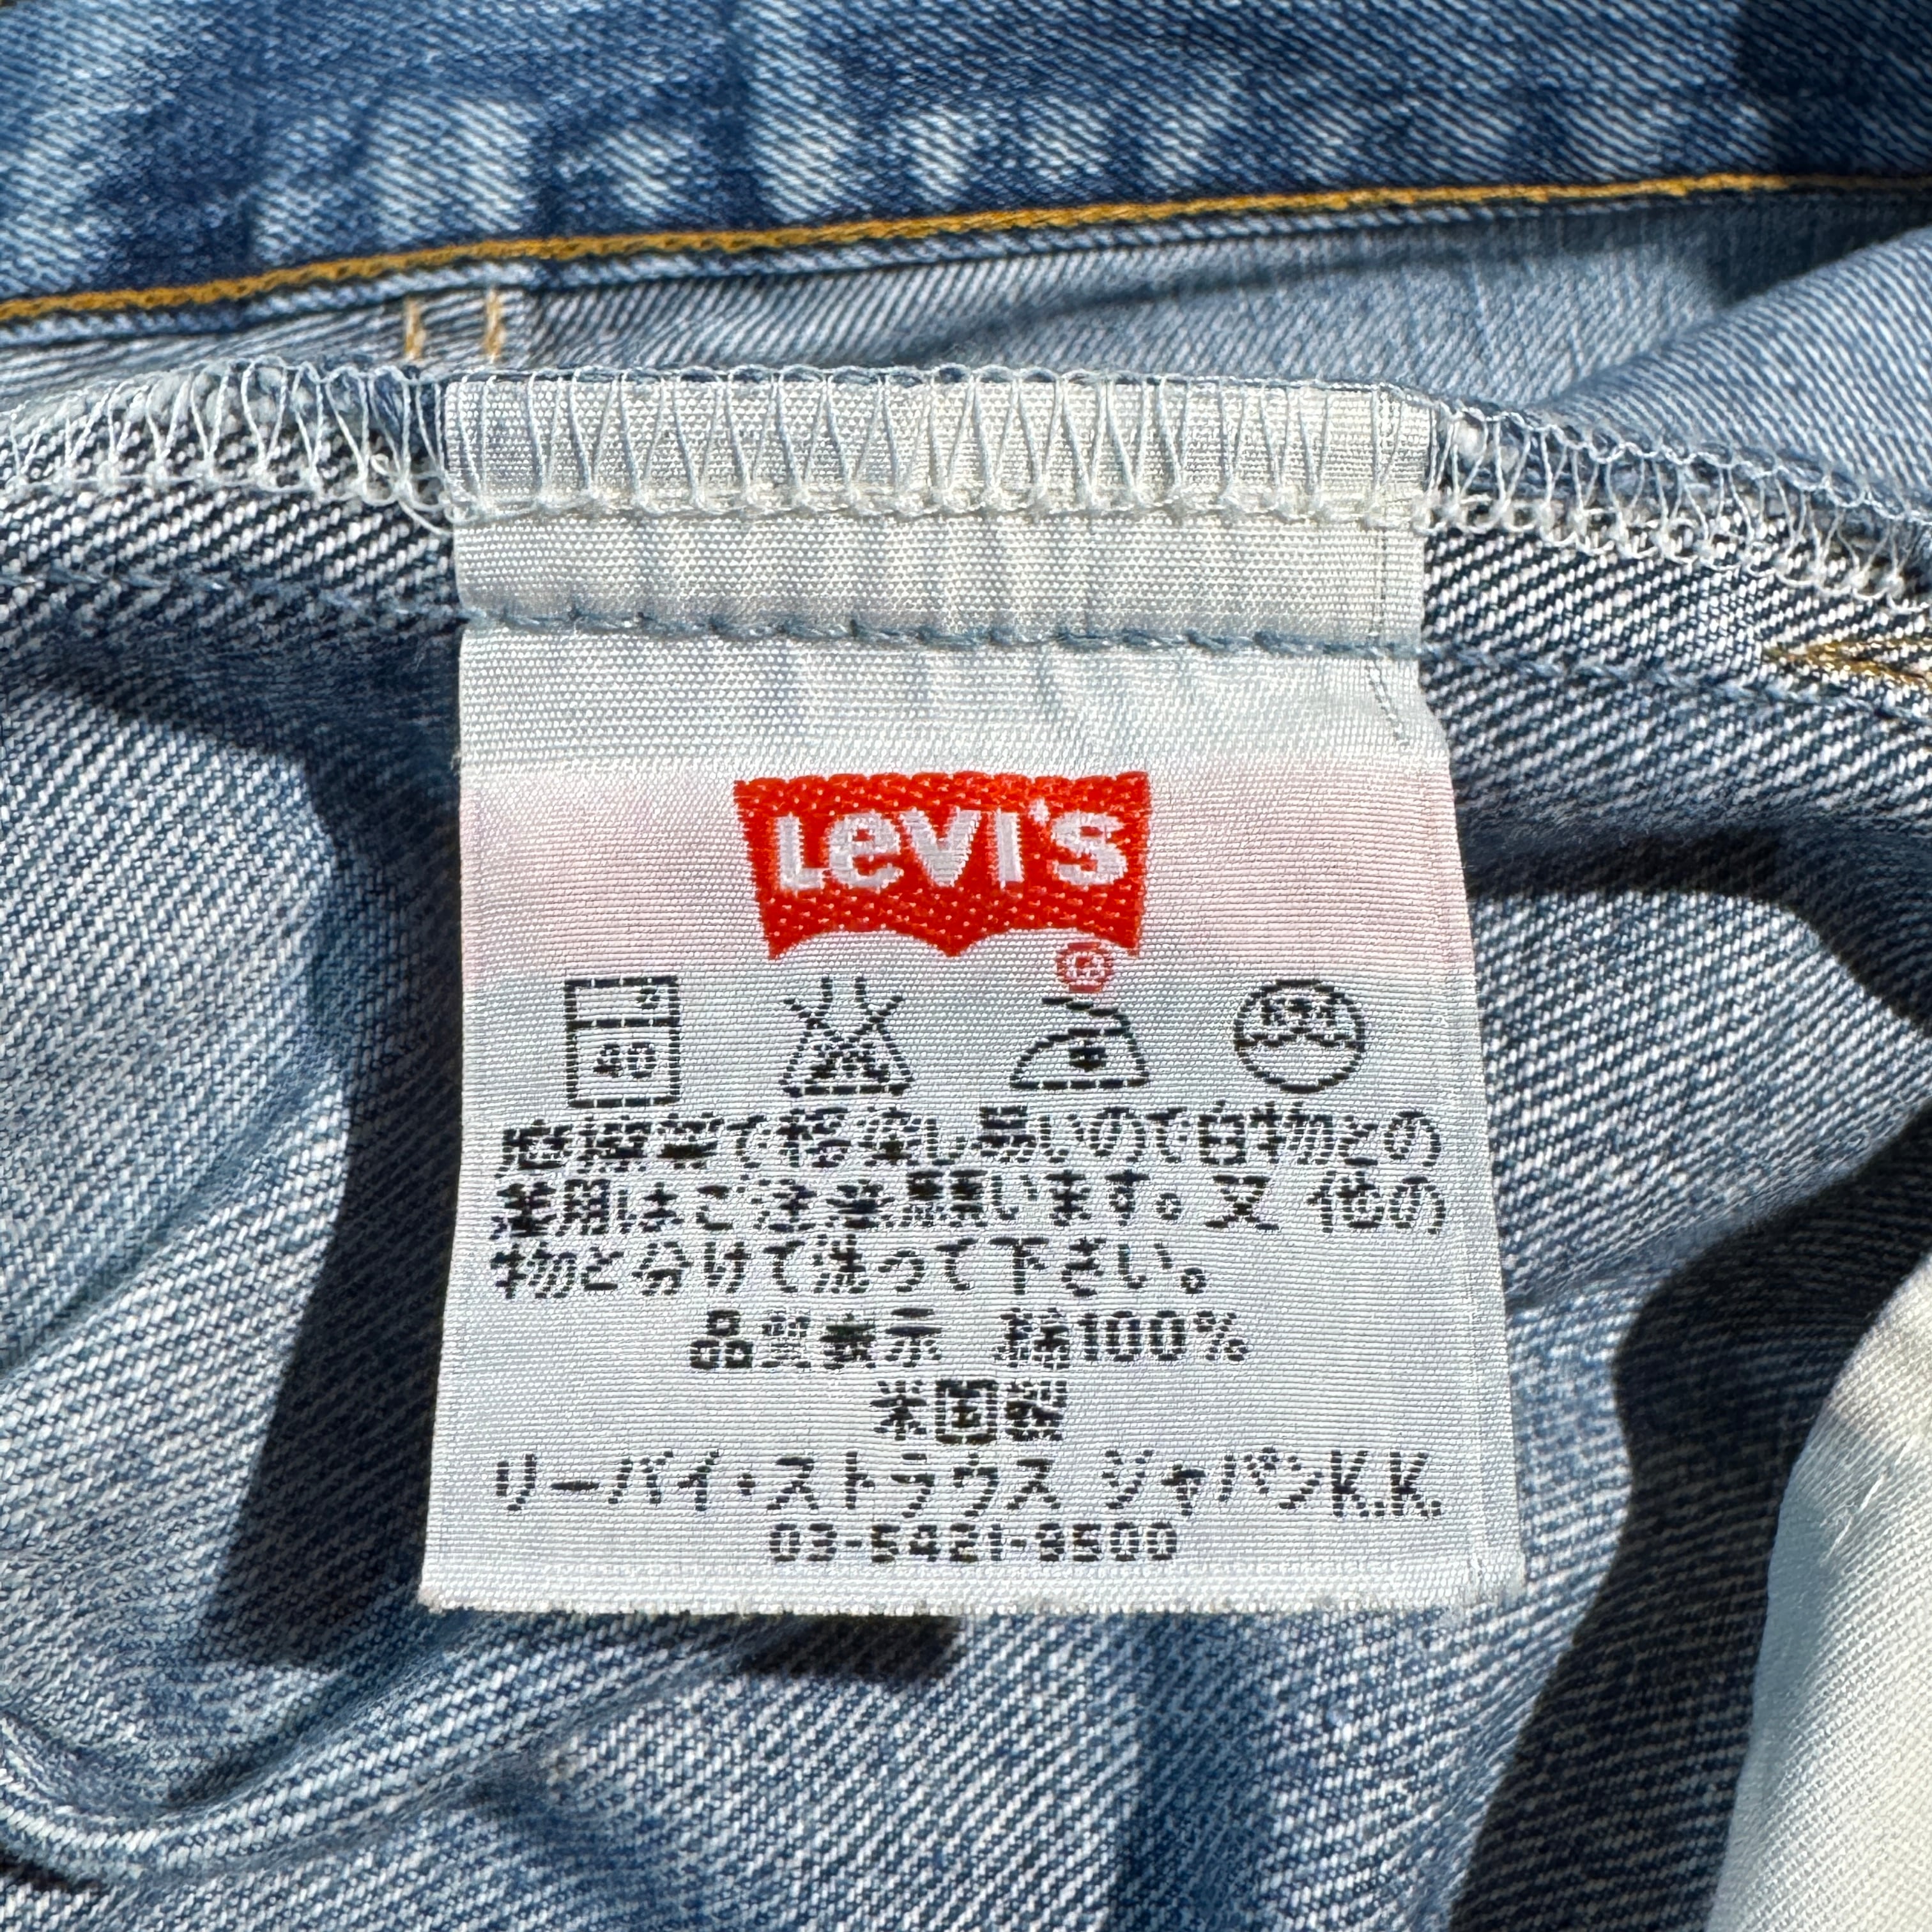 LEVI'S
®
40
感摩等で移染し易いので白物との
着用はご注意願います。又 他の
物と分けて洗って下さい。
品質表示 綿100%
米国製
リーバイ・ストラウス ジャパンK.K.
03-5421-8500